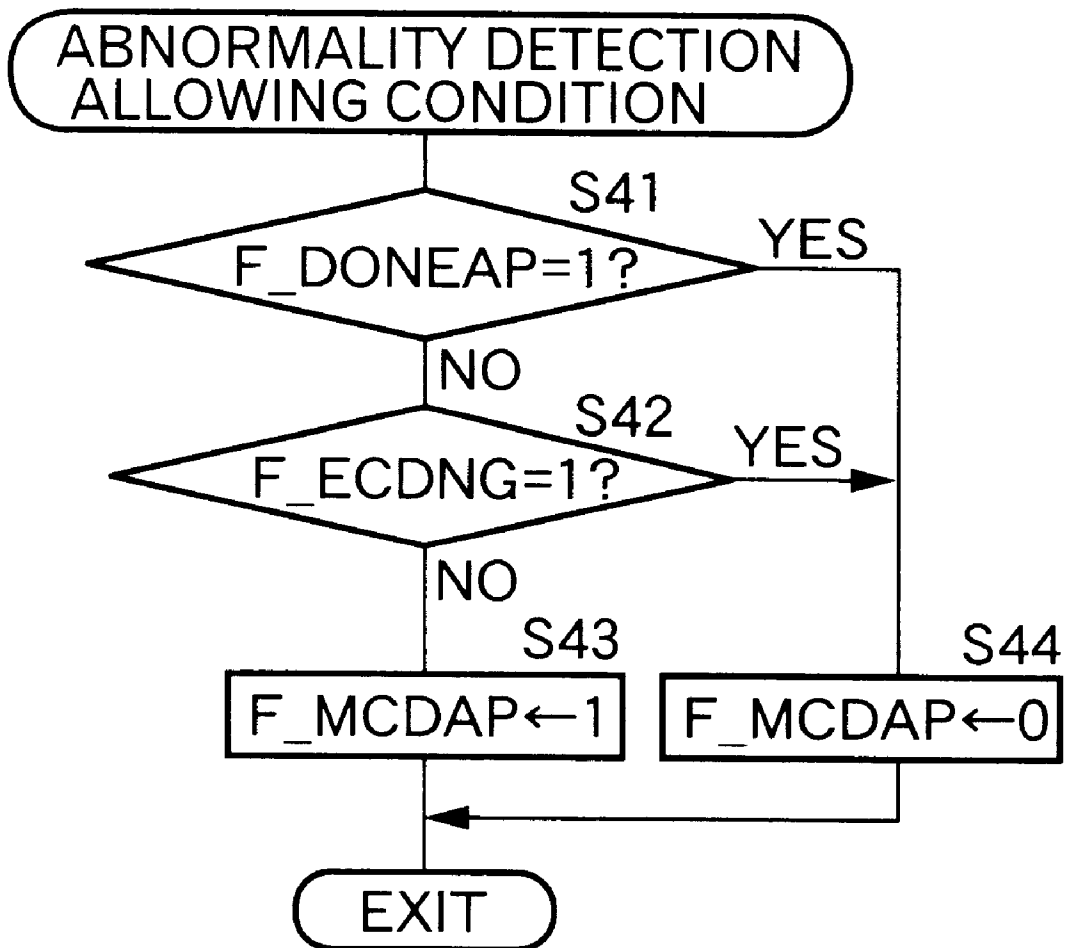 ABNORMALITY DETECTION
ALLOWING CONDITION
S41
F_DONEAP=1?
YES
NO
S42
F_ECDNG=1?
YES
NO
S43
F_MCDAP←1
S44
F_MCDAP←0
EXIT